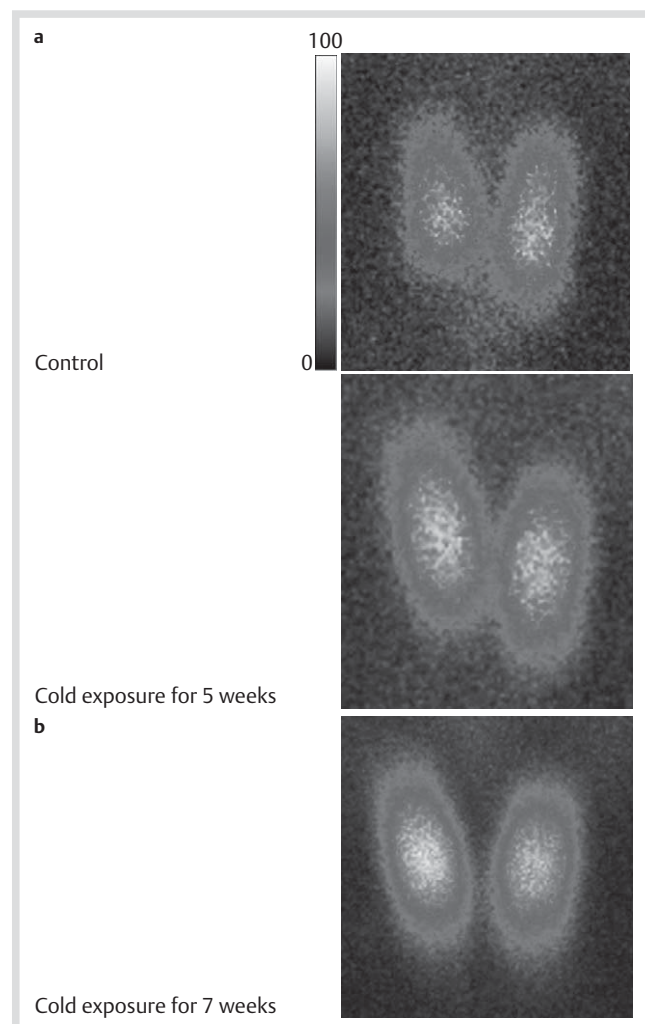 a
100
Control
0
Cold exposure for 5 weeks
b
Cold exposure for 7 weeks